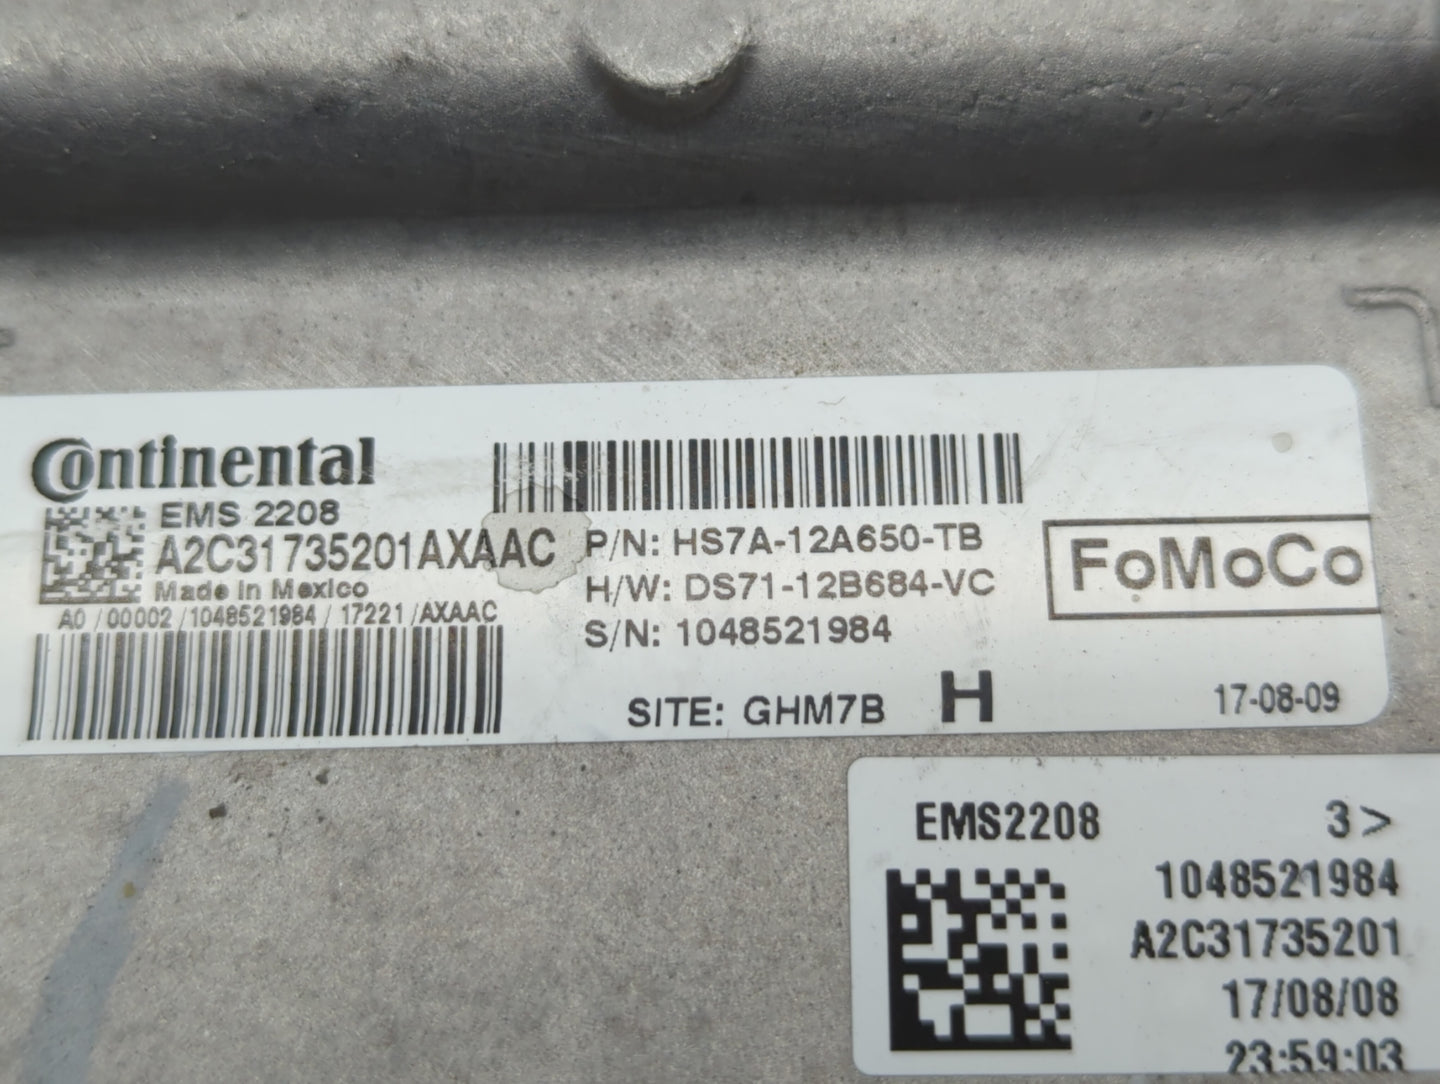 Continental
EMS 2208
A2C31735201AXAAC
Made in Mexico
A0 / 00002 / 1048521984 / 17221 / AXAAC
P/N: HS7A-12A650-TB
H/W: DS71-12B684-VC
S/N: 1048521984
SITE: GHM7B H
FoMoCo
17-08-09
EMS2208 3>
1048521984
A2C31735201
17/08/08
23:59:03